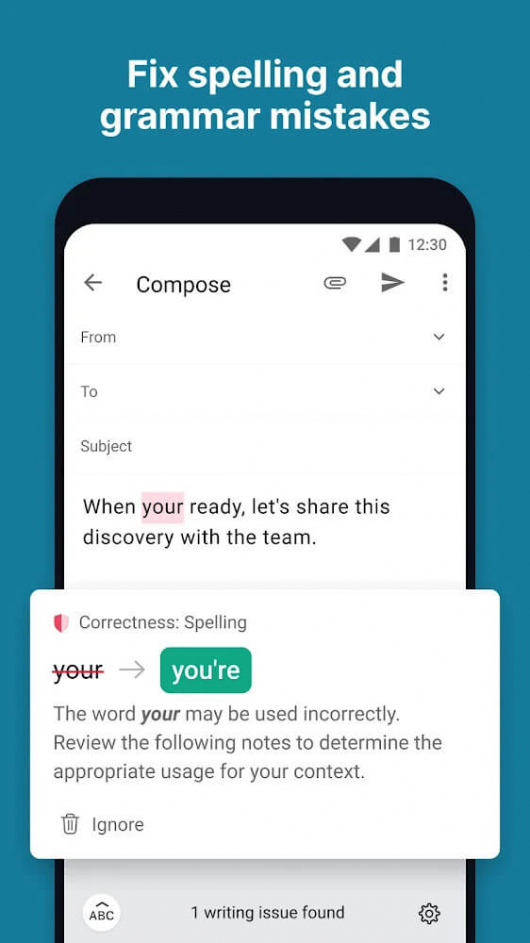 Fix spelling and
grammar mistakes
12:30
Compose
From
To
Subject
When your ready, let's share this
discovery with the team.
Correctness: Spelling
your → you're
The word your may be used incorrectly.
Review the following notes to determine the
appropriate usage for your context.
Ignore
ABC
1 writing issue found